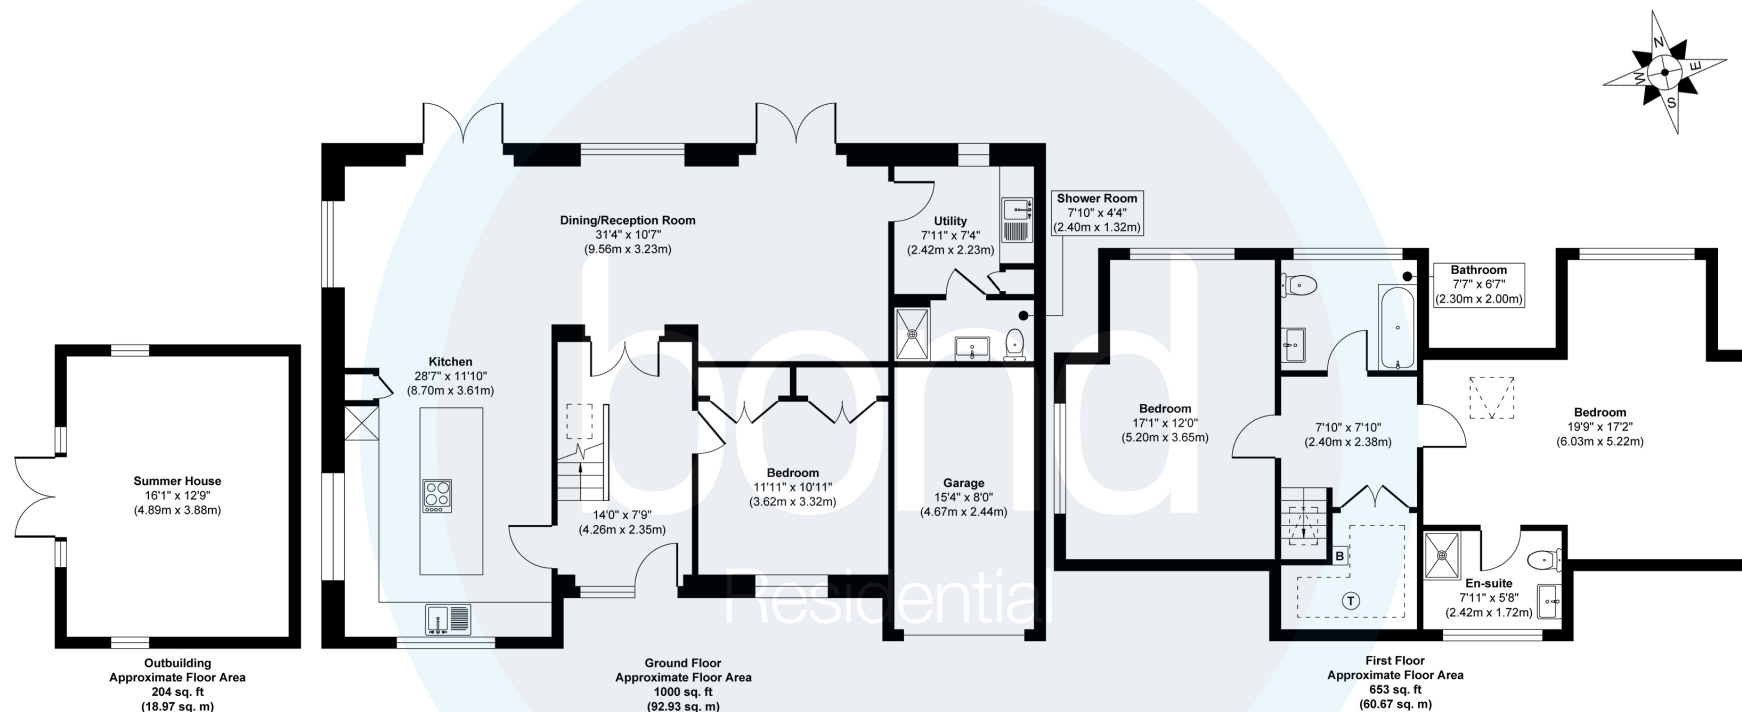 N
E
S
W
Dining/Reception Room
31'4" x 10'7"
(9.56m x 3.23m)
Utility
7'11" x 7'4"
(2.42m x 2.23m)
Shower Room
7'10" x 4'4"
(2.40m x 1.32m)
Kitchen
28'7" x 11'10"
(8.70m x 3.61m)
14'0" x 7'9"
(4.26m x 2.35m)
Bedroom
11'11" x 10'11"
(3.62m x 3.32m)
Garage
15'4" x 8'0"
(4.67m x 2.44m)
Summer House
16'1" x 12'9"
(4.89m x 3.88m)
Bathroom
7'7" x 6'7"
(2.30m x 2.00m)
Bedroom
17'1" x 12'0"
(5.20m x 3.65m)
7'10" x 7'10"
(2.40m x 2.38m)
Bedroom
19'9" x 17'2"
(6.03m x 5.22m)
B
T
En-suite
7'11" x 5'8"
(2.42m x 1.72m)
bond
Residential
Outbuilding
Approximate Floor Area
204 sq. ft
(18.97 sq. m)
Ground Floor
Approximate Floor Area
1000 sq. ft
(92.93 sq. m)
First Floor
Approximate Floor Area
653 sq. ft
(60.67 sq. m)